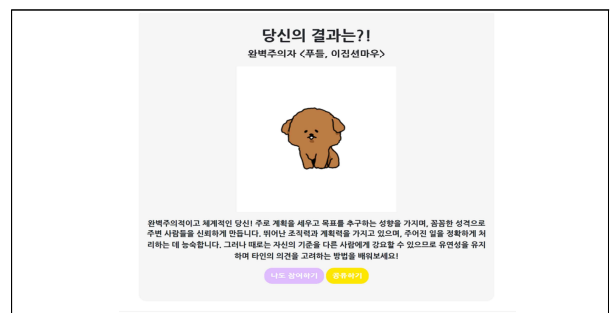 당신의 결과는?!
완벽주의자 <푸들, 이집션마우>
완벽주의적이고 체계적인 당신! 주로 계획을 세우고 목표를 추구하는 성향을 가지며, 꼼꼼한 성격으로
주변 사람들을 신뢰하게 만듭니다. 뛰어난 조직력과 계획력을 가지고 있으며, 주어진 일을 정확하게 처
리하는 데 능숙합니다. 그러나 때로는 자신의 기준을 다른 사람에게 강요할 수 있으므로 유연성을 유지
하며 타인의 의견을 고려하는 방법을 배워보세요!
나도 참여하기